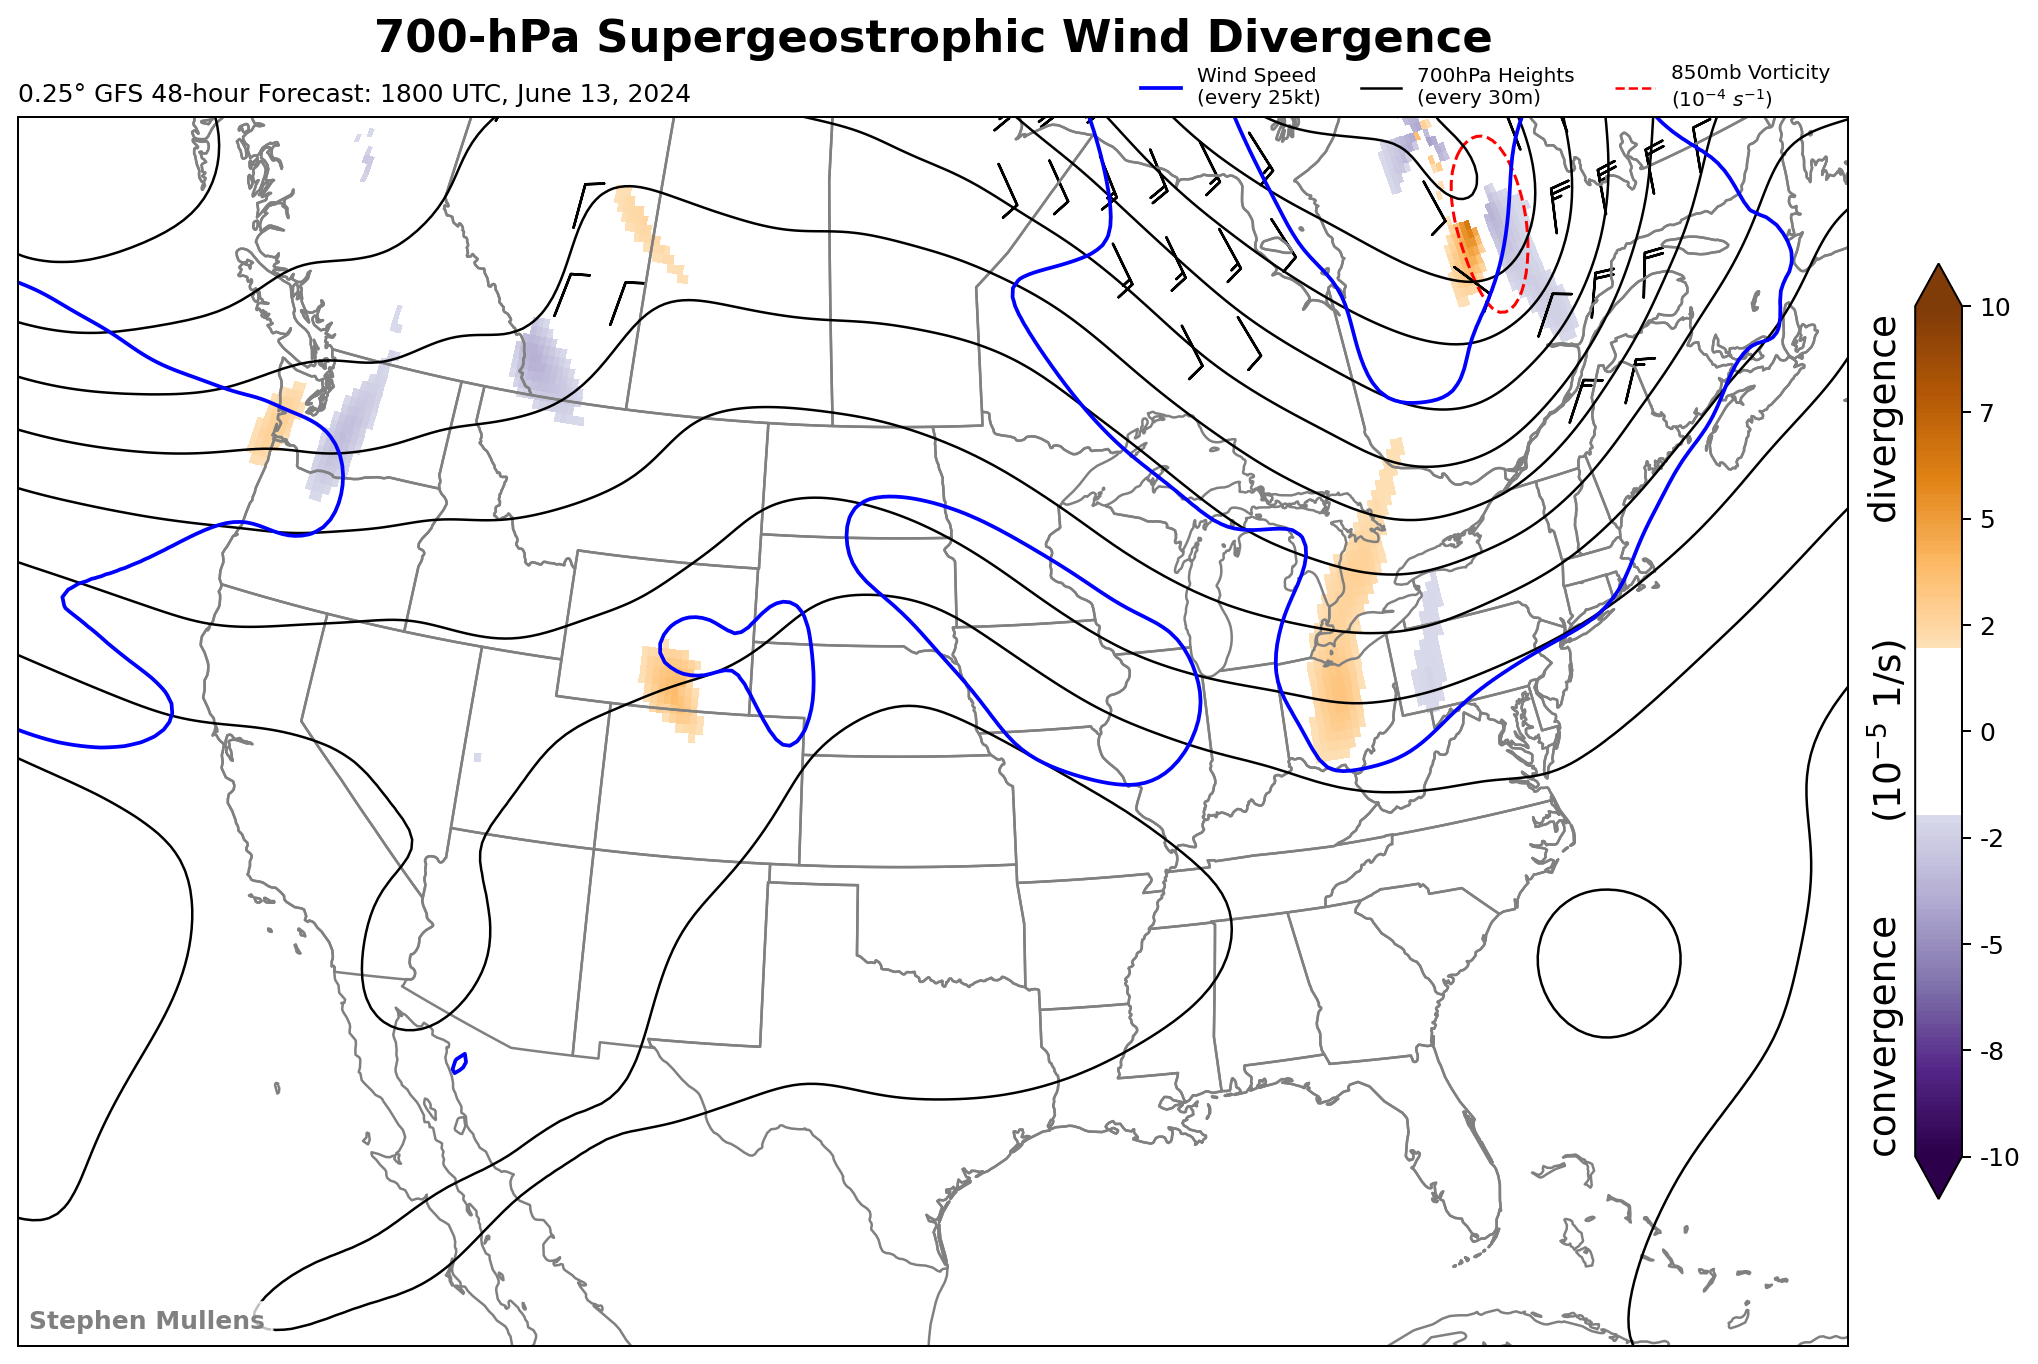 700-hPa Supergeostrophic Wind Divergence
0.25° GFS 48-hour Forecast: 1800 UTC, June 13, 2024
Wind Speed
(every 25kt)
700hPa Heights
(every 30m)
850mb Vorticity
(10⁻⁴ s⁻¹)
10
7
5
2
0
-2
-5
-8
-10
convergence (10⁻⁵ 1/s) divergence
Stephen Mullens